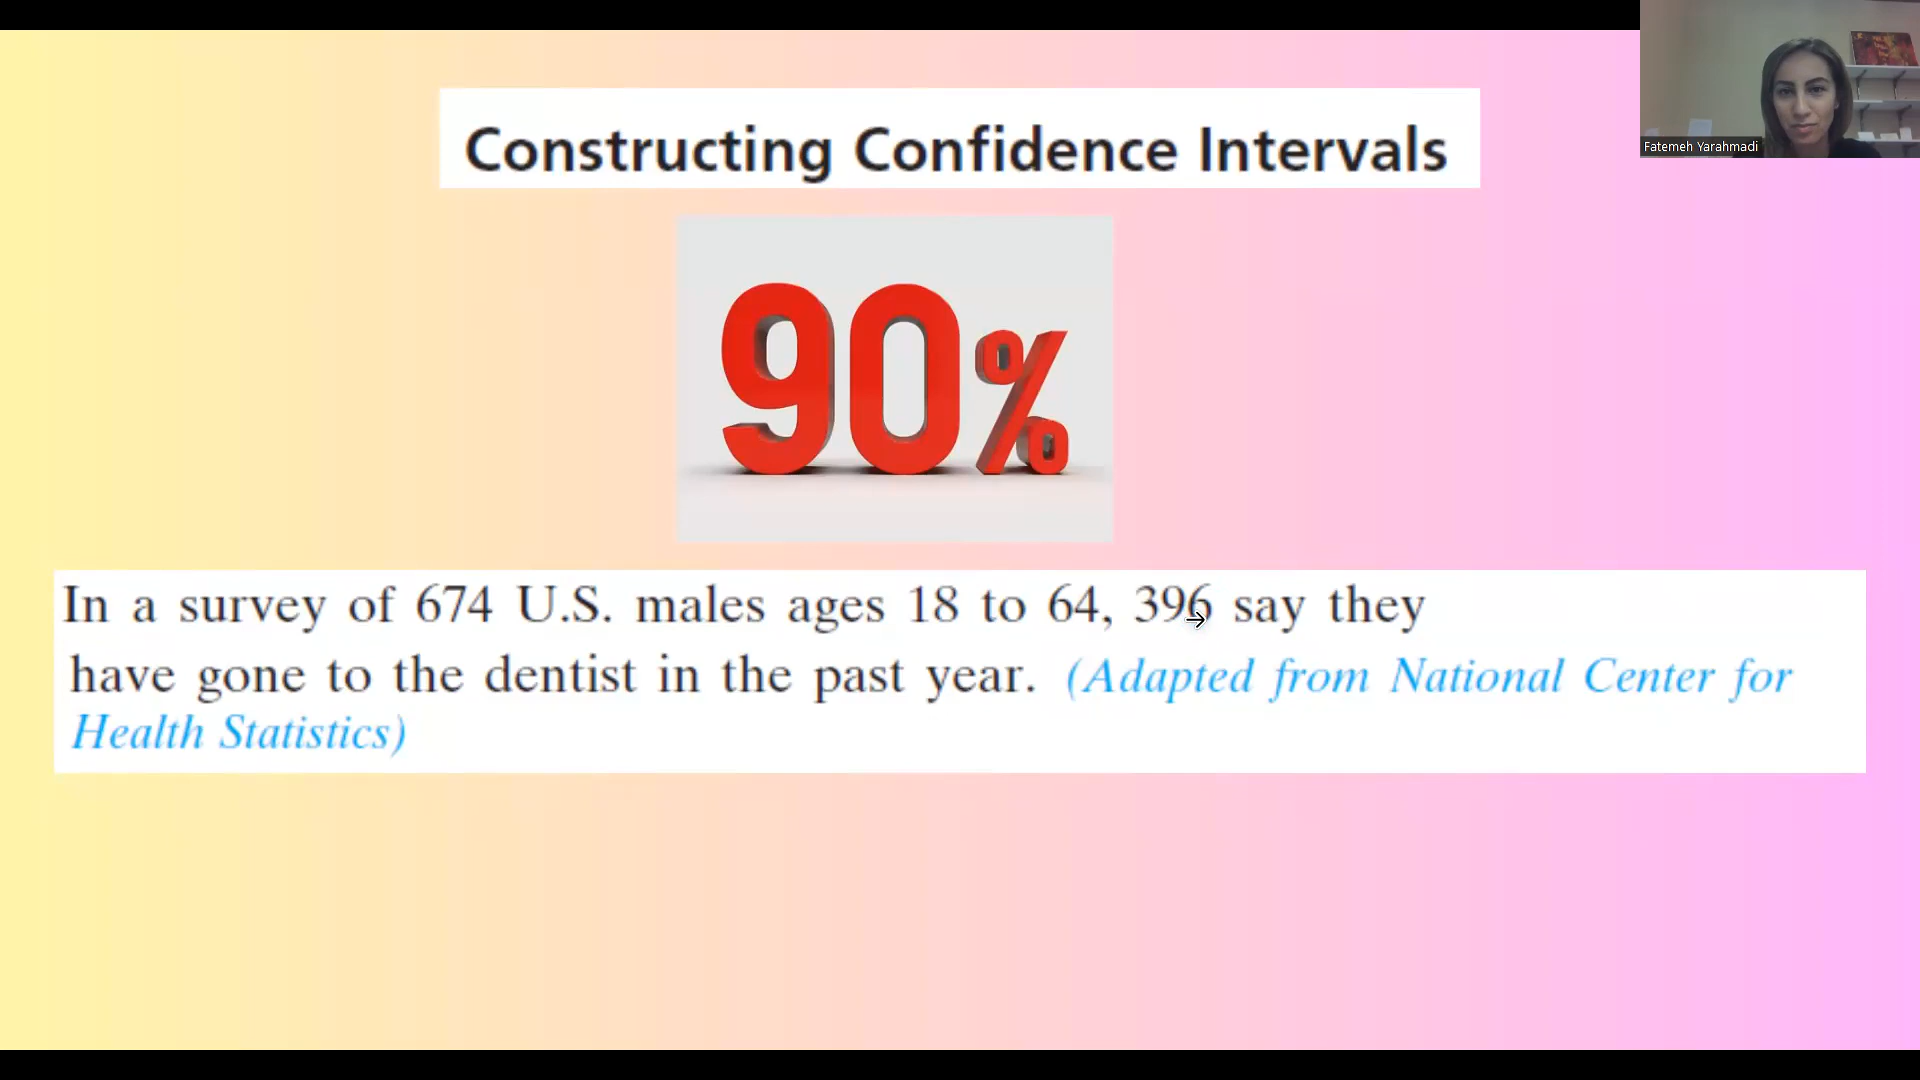 Constructing Confidence Intervals
Fatemeh Yarahmadi
90%
In a survey of 674 U.S. males ages 18 to 64, 396 say they
have gone to the dentist in the past year. (Adapted from National Center for
Health Statistics)